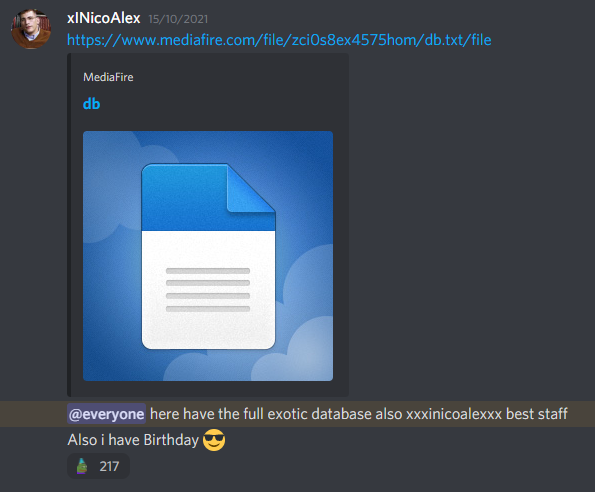 xINicoAlex 15/10/2021
https://www.mediafire.com/file/zci0s8ex4575hom/db.txt/file
MediaFire
db
@everyone here have the full exotic database also xxxinicoalexxx best staff
Also i have Birthday 😎
217